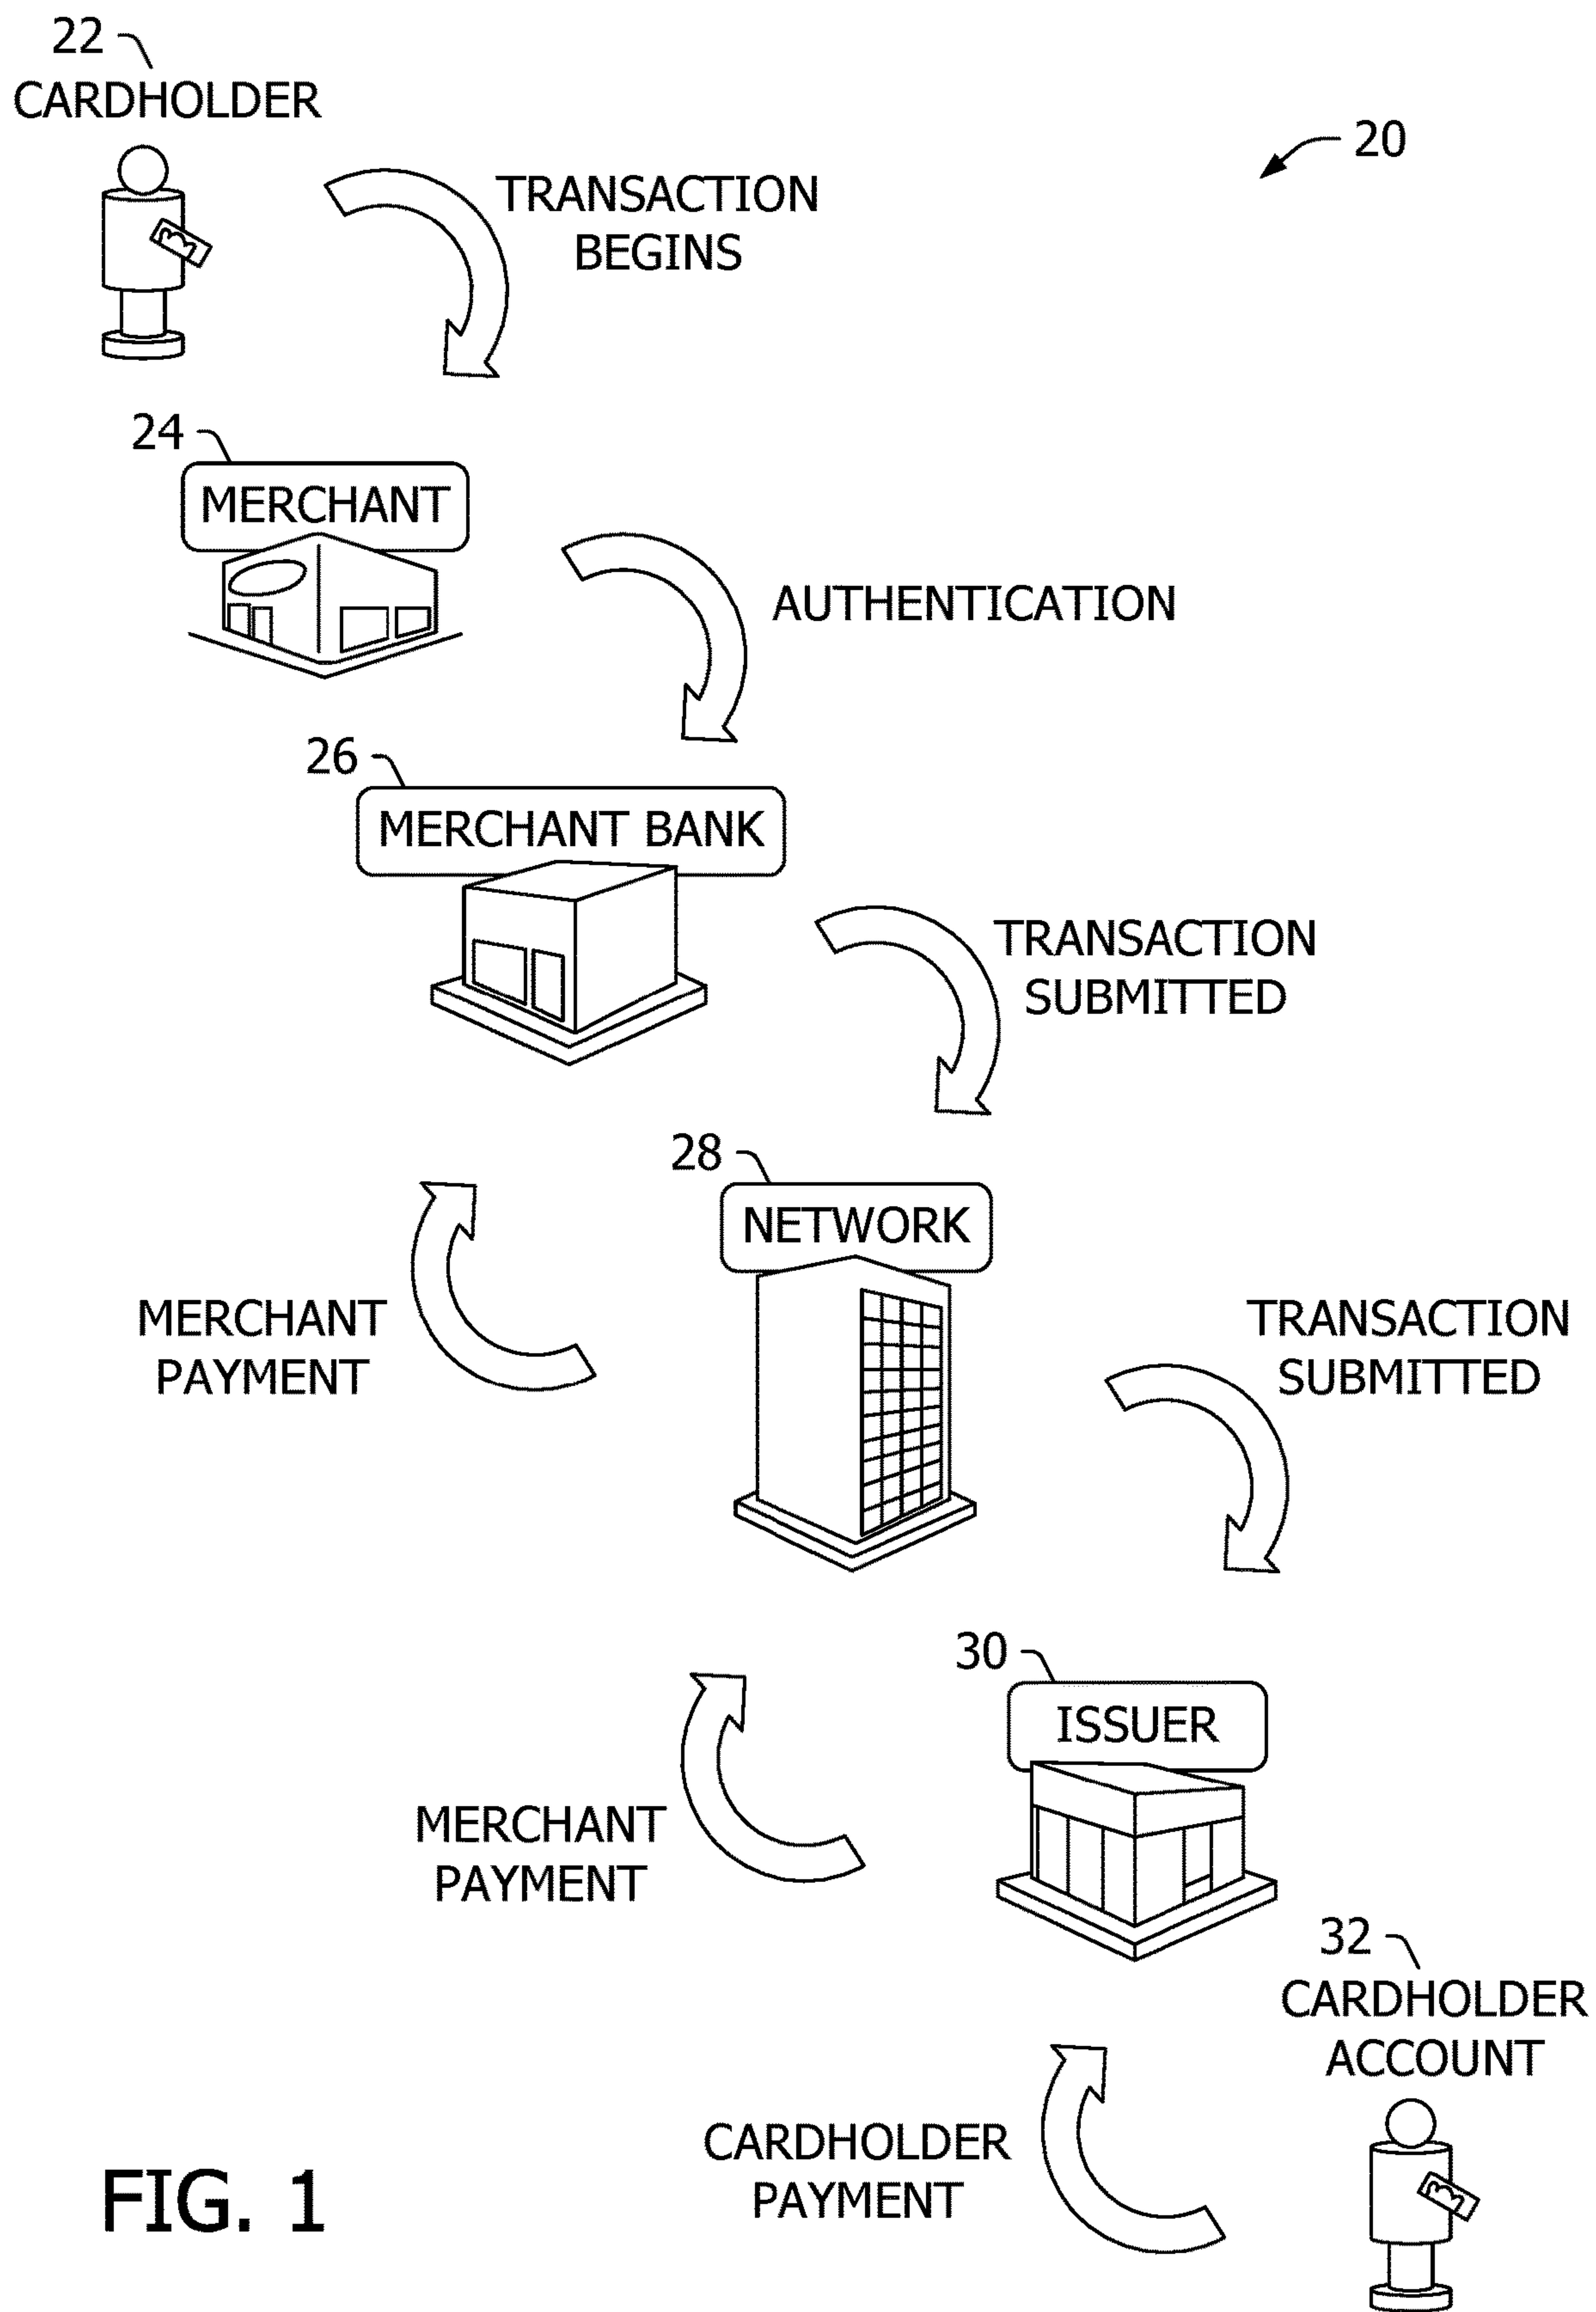 22
CARDHOLDER
20
TRANSACTION
BEGINS
24
MERCHANT
AUTHENTICATION
26
MERCHANT BANK
TRANSACTION
SUBMITTED
28
NETWORK
MERCHANT
PAYMENT
TRANSACTION
SUBMITTED
30
ISSUER
MERCHANT
PAYMENT
32
CARDHOLDER
ACCOUNT
CARDHOLDER
PAYMENT
FIG. 1